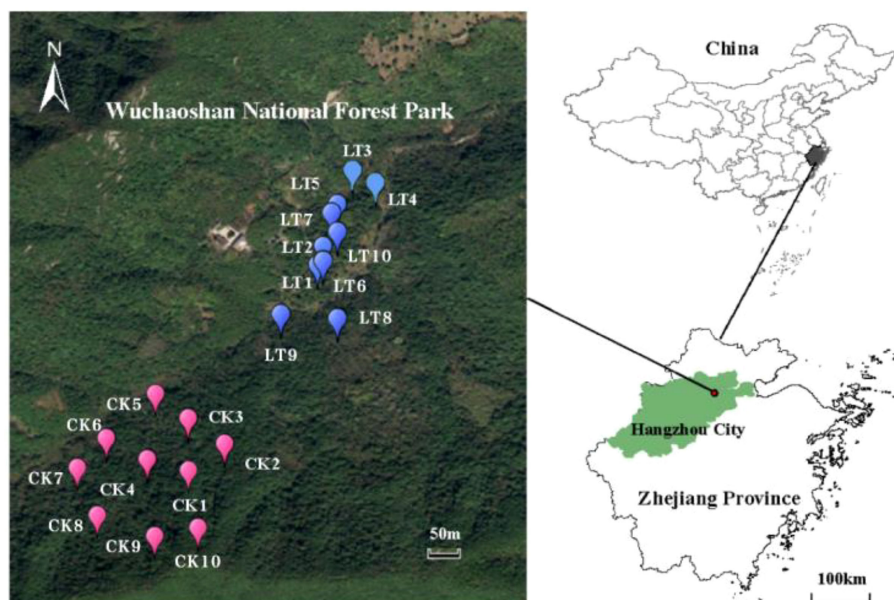 N
Wuchaoshan National Forest Park
LT3
LT5
LT4
LT7
LT2
LT10
LT1
LT6
LT8
LT9
CK5
CK3
CK6
CK2
CK7
CK4
CK1
CK8
CK9
CK10
50m
China
Hangzhou City
Zhejiang Province
100km